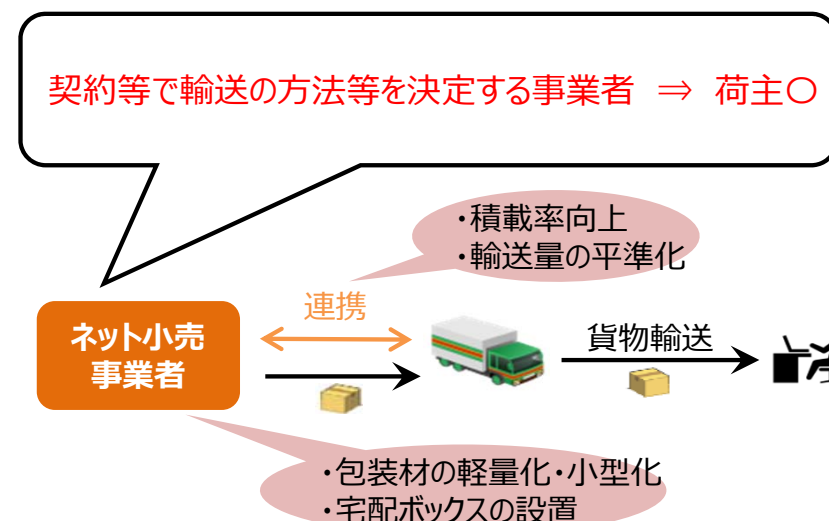 契約等で輸送の方法等を決定する事業者 ⇒ 荷主〇
・積載率向上
・輸送量の平準化
連携
ネット小売
事業者
貨物輸送
・包装材の軽量化・小型化
・宅配ボックスの設置